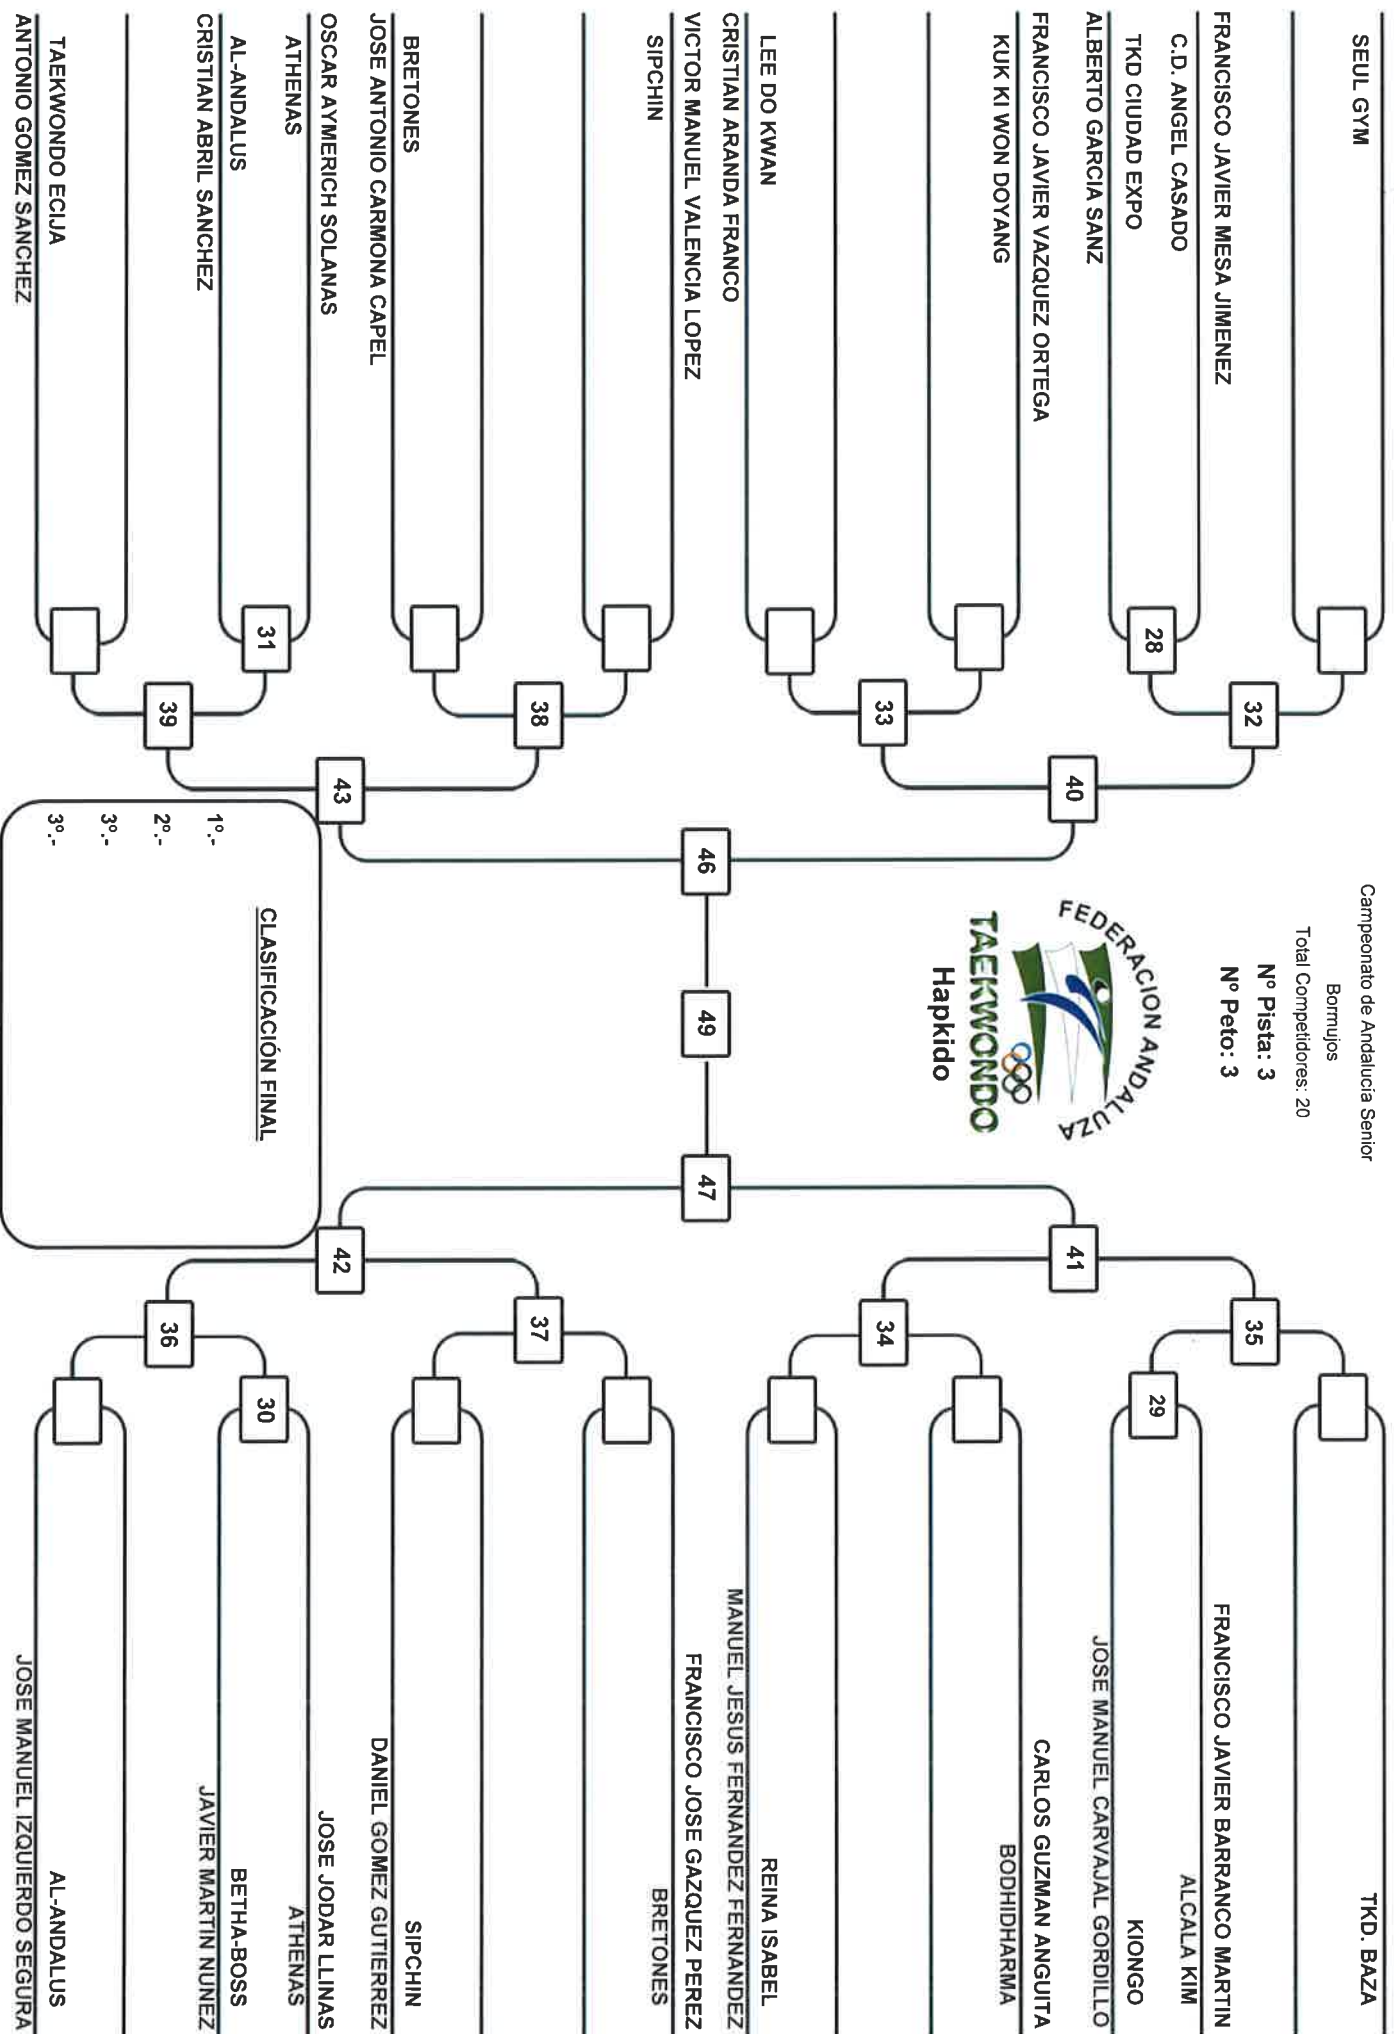 Campeonato de Andalucía Senior
Bormujos
Total Competidores: 20
Nº Pista: 3
Nº Peto: 3
FEDERACION ANDALUZA
TAEKWONDO
Hapkido
SEUL GYM
FRANCISCO JAVIER MESA JIMENEZ
C.D. ANGEL CASADO
TKD CIUDAD EXPO
ALBERTO GARCIA SANZ
FRANCISCO JAVIER VAZQUEZ ORTEGA
KUK KI WON DOYANG
LEE DO KWAN
CRISTIAN ARANDA FRANCO
VICTOR MANUEL VALENCIA LOPEZ
SIPCHIN
BRETONES
JOSE ANTONIO CARMONA CAPEL
OSCAR AYMERICH SOLANAS
ATHENAS
AL-ANDALUS
CRISTIAN ABRIL SANCHEZ
TAEKWONDO ECIJA
ANTONIO GOMEZ SANCHEZ
28
31
32
33
38
39
40
43
46
49
47
41
42
35
34
37
36
29
30
TKD. BAZA
FRANCISCO JAVIER BARRANCO MARTIN
ALCALA KIM
KIONGO
JOSE MANUEL CARVAJAL GORDILLO
CARLOS GUZMAN ANGUITA
BODHIDHARMA
REINA ISABEL
MANUEL JESUS FERNANDEZ FERNANDEZ
FRANCISCO JOSE GAZQUEZ PEREZ
BRETONES
SIPCHIN
DANIEL GOMEZ GUTIERREZ
JOSE JODAR LLINAS
ATHENAS
BETHA-BOSS
JAVIER MARTIN NUNEZ
AL-ANDALUS
JOSE MANUEL IZQUIERDO SEGURA
CLASIFICACIÓN FINAL
1º.-
2º.-
3º.-
3º.-